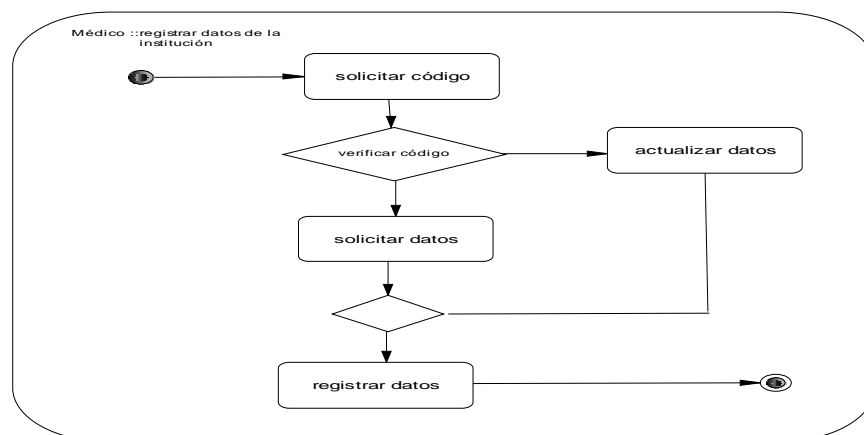 Médico ::registrar datos de la
institución
solicitar código
verificar código
actualizar datos
solicitar datos
registrar datos